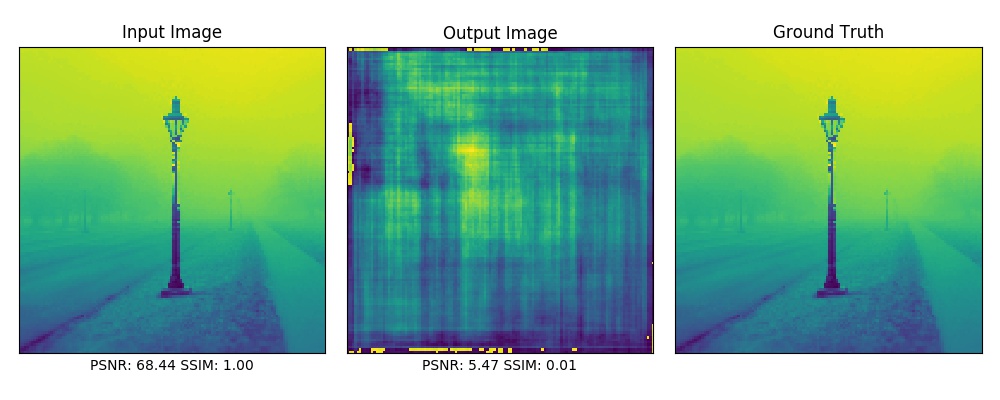 Input Image
Output Image
Ground Truth
PSNR: 68.44 SSIM: 1.00
PSNR: 5.47 SSIM: 0.01